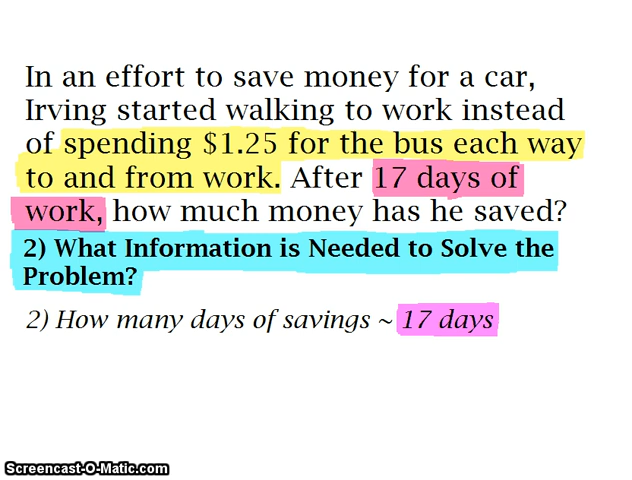 In an effort to save money for a car,
Irving started walking to work instead
of spending $1.25 for the bus each way
to and from work. After 17 days of
work, how much money has he saved?
2) What Information is Needed to Solve the
Problem?
2) How many days of savings ~ 17 days
Screencast-O-Matic.com